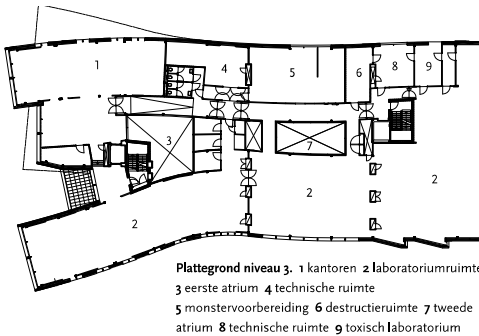 1
4
5
6
8
9
3
7
2
2
2
Plattegrond niveau 3. 1 kantoren 2 laboratoriumruimte
3 eerste atrium 4 technische ruimte
5 monstervoorbereiding 6 destructieruimte 7 tweede
atrium 8 technische ruimte 9 toxisch laboratorium